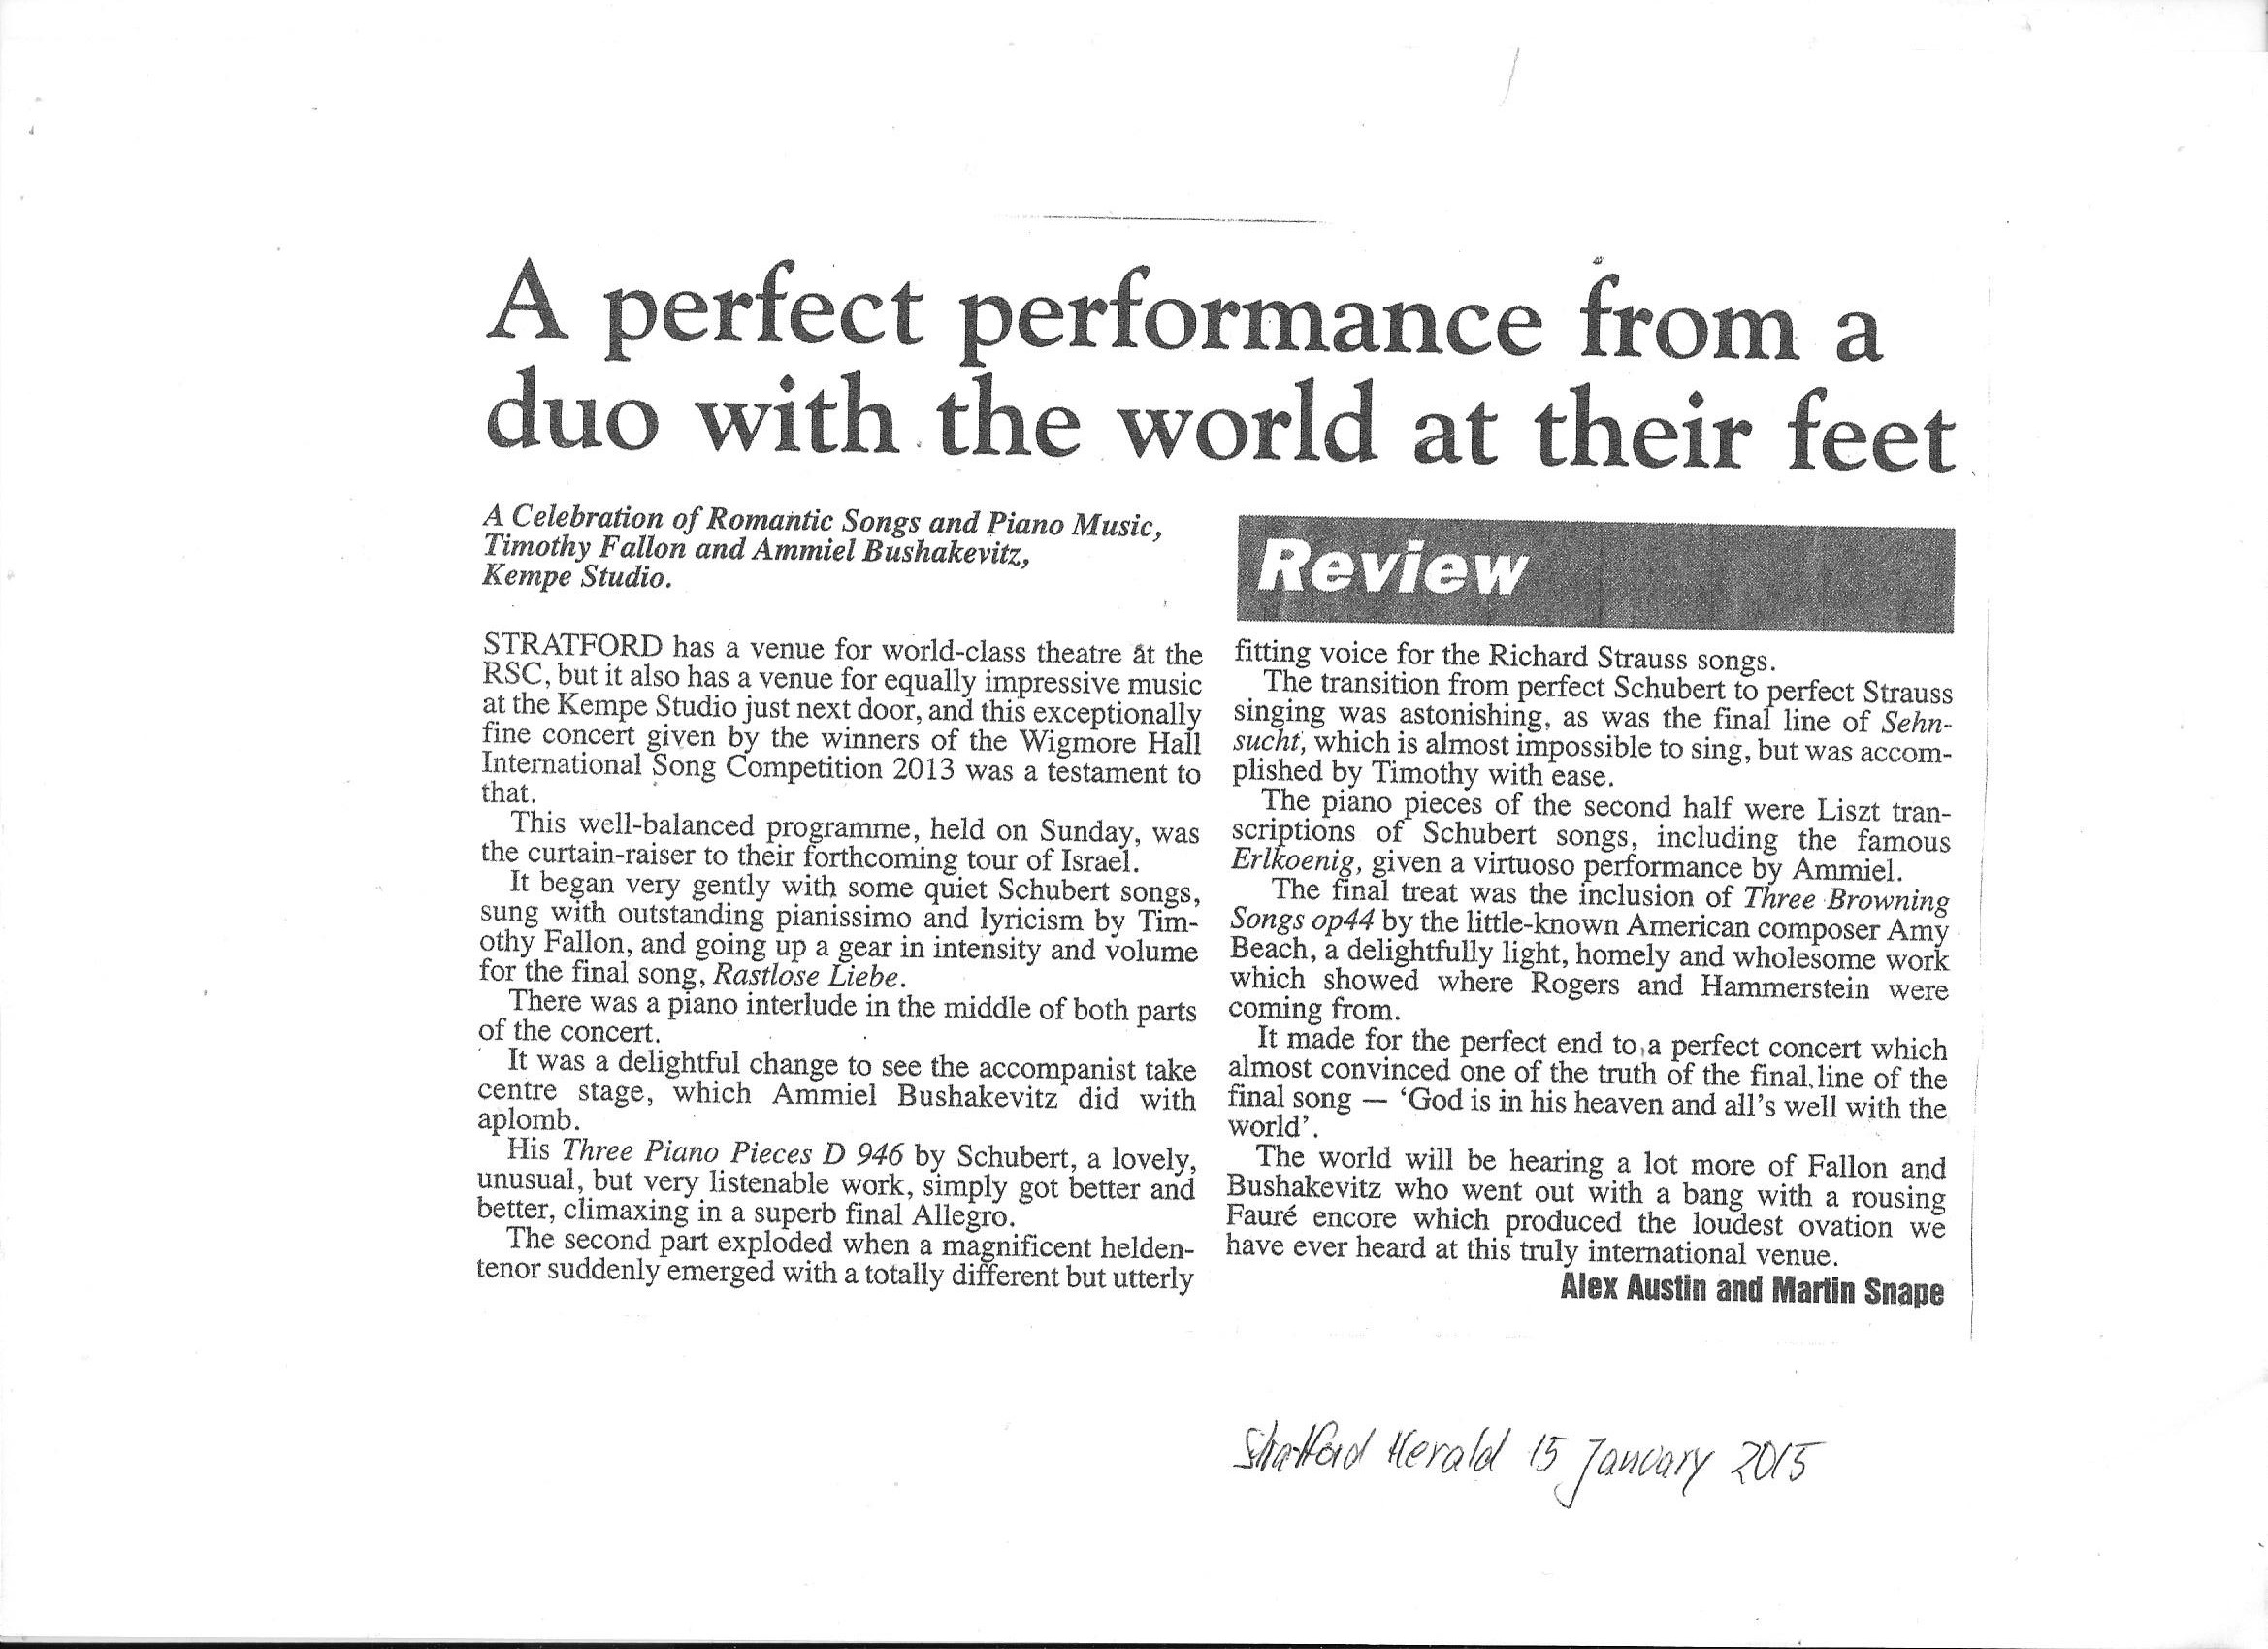 A perfect performance from a
duo with the world at their feet
A Celebration of Romantic Songs and Piano Music,
Timothy Fallon and Ammiel Bushakevitz,
Kempe Studio.
STRATFORD has a venue for world-class theatre at the
RSC, but it also has a venue for equally impressive music
at the Kempe Studio just next door, and this exceptionally
fine concert given by the winners of the Wigmore Hall
International Song Competition 2013 was a testament to
that.
This well-balanced programme, held on Sunday, was
the curtain-raiser to their forthcoming tour of Israel.
It began very gently with some quiet Schubert songs,
sung with outstanding pianissimo and lyricism by Tim-
othy Fallon, and going up a gear in intensity and volume
for the final song, Rastlose Liebe.
There was a piano interlude in the middle of both parts
of the concert.
It was a delightful change to see the accompanist take
centre stage, which Ammiel Bushakevitz did with
aplomb.
His Three Piano Pieces D 946 by Schubert, a lovely,
unusual, but very listenable work, simply got better and
better, climaxing in a superb final Allegro.
The second part exploded when a magnificent helden-
tenor suddenly emerged with a totally different but utterly
Review
fitting voice for the Richard Strauss songs.
The transition from perfect Schubert to perfect Strauss
singing was astonishing, as was the final line of Sehn-
sucht, which is almost impossible to sing, but was accom-
plished by Timothy with ease.
The piano pieces of the second half were Liszt tran-
scriptions of Schubert songs, including the famous
Erlkoenig, given a virtuoso performance by Ammiel.
The final treat was the inclusion of Three Browning
Songs op44 by the little-known American composer Amy
Beach, a delightfully light, homely and wholesome work
which showed where Rogers and Hammerstein were
coming from.
It made for the perfect end to a perfect concert which
almost convinced one of the truth of the final line of the
final song — ‘God is in his heaven and all’s well with the
world’.
The world will be hearing a lot more of Fallon and
Bushakevitz who went out with a bang with a rousing
Fauré encore which produced the loudest ovation we
have ever heard at this truly international venue.
Alex Austin and Martin Snape
Stratford Herald 15 January 2015